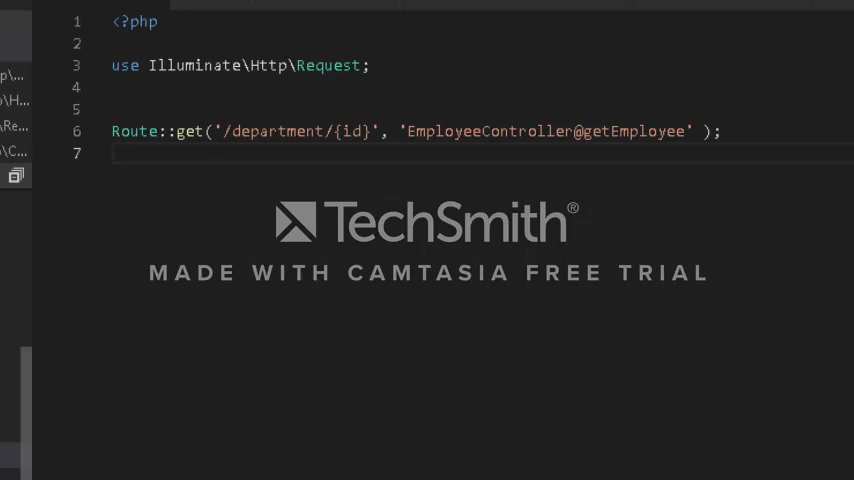 1 <?php
2
3 use Illuminate\Http\Request;
4
5
6 Route::get('/department/{id}', 'EmployeeController@getEmployee' );
7
p\...
o\H...
\Re...
o\C...
TechSmith®
MADE WITH CAMTASIA FREE TRIAL